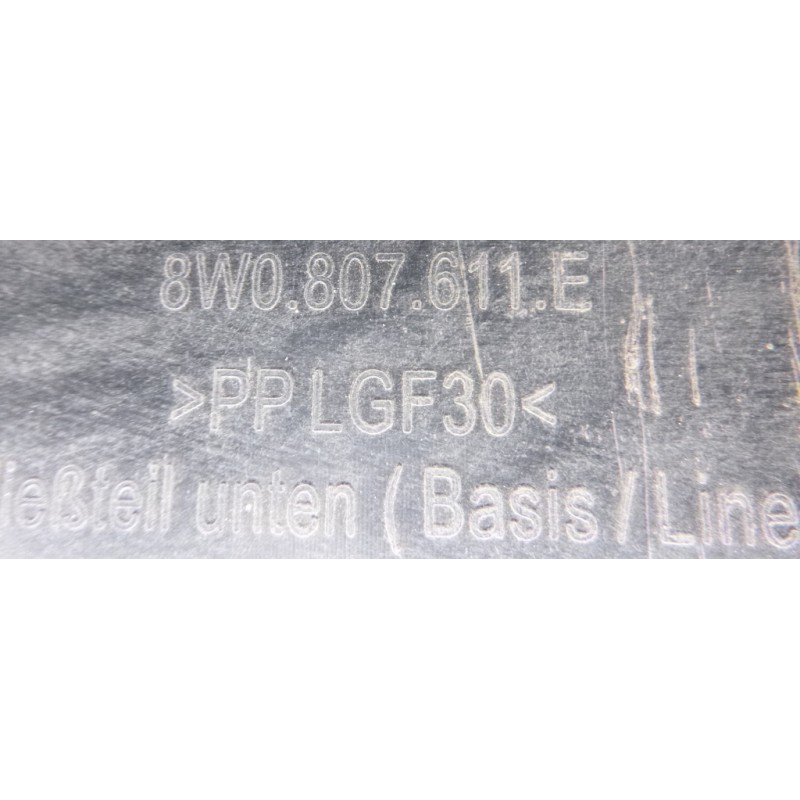 8W0.807.611.E
>PP LGF30<
ießteil unten ( Basis / Line